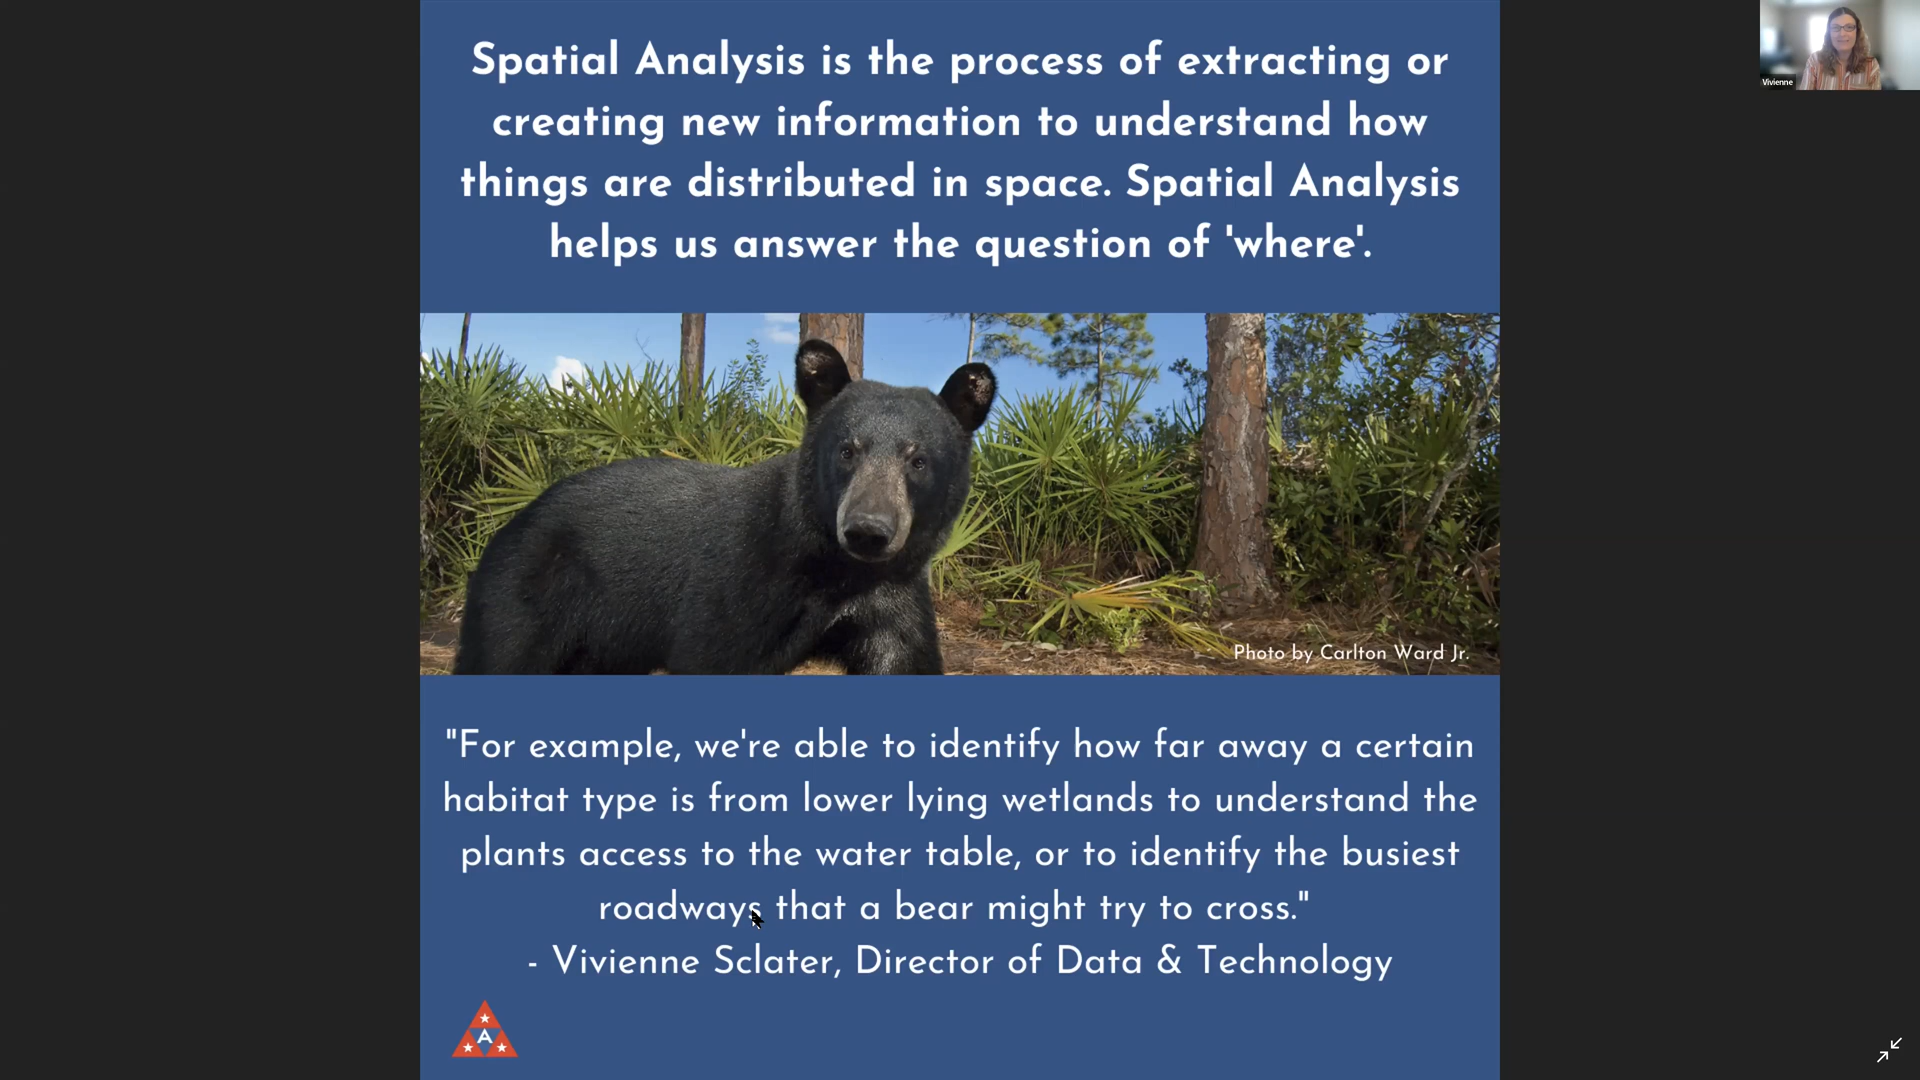 Spatial Analysis is the process of extracting or
creating new information to understand how
things are distributed in space. Spatial Analysis
helps us answer the question of 'where'.
Vivienne
Photo by Carlton Ward Jr.
"For example, we're able to identify how far away a certain
habitat type is from lower lying wetlands to understand the
plants access to the water table, or to identify the busiest
roadways that a bear might try to cross."
- Vivienne Sclater, Director of Data & Technology
A